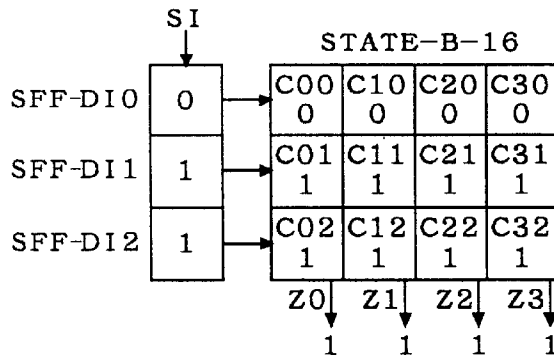 SI
STATE-B-16
SFF-DI0 0 C00 C10 C20 C30
0 0 0 0
SFF-DI1 1 C01 C11 C21 C31
1 1 1 1
SFF-DI2 1 C02 C12 C22 C32
1 1 1 1
Z0 Z1 Z2 Z3
1 1 1 1